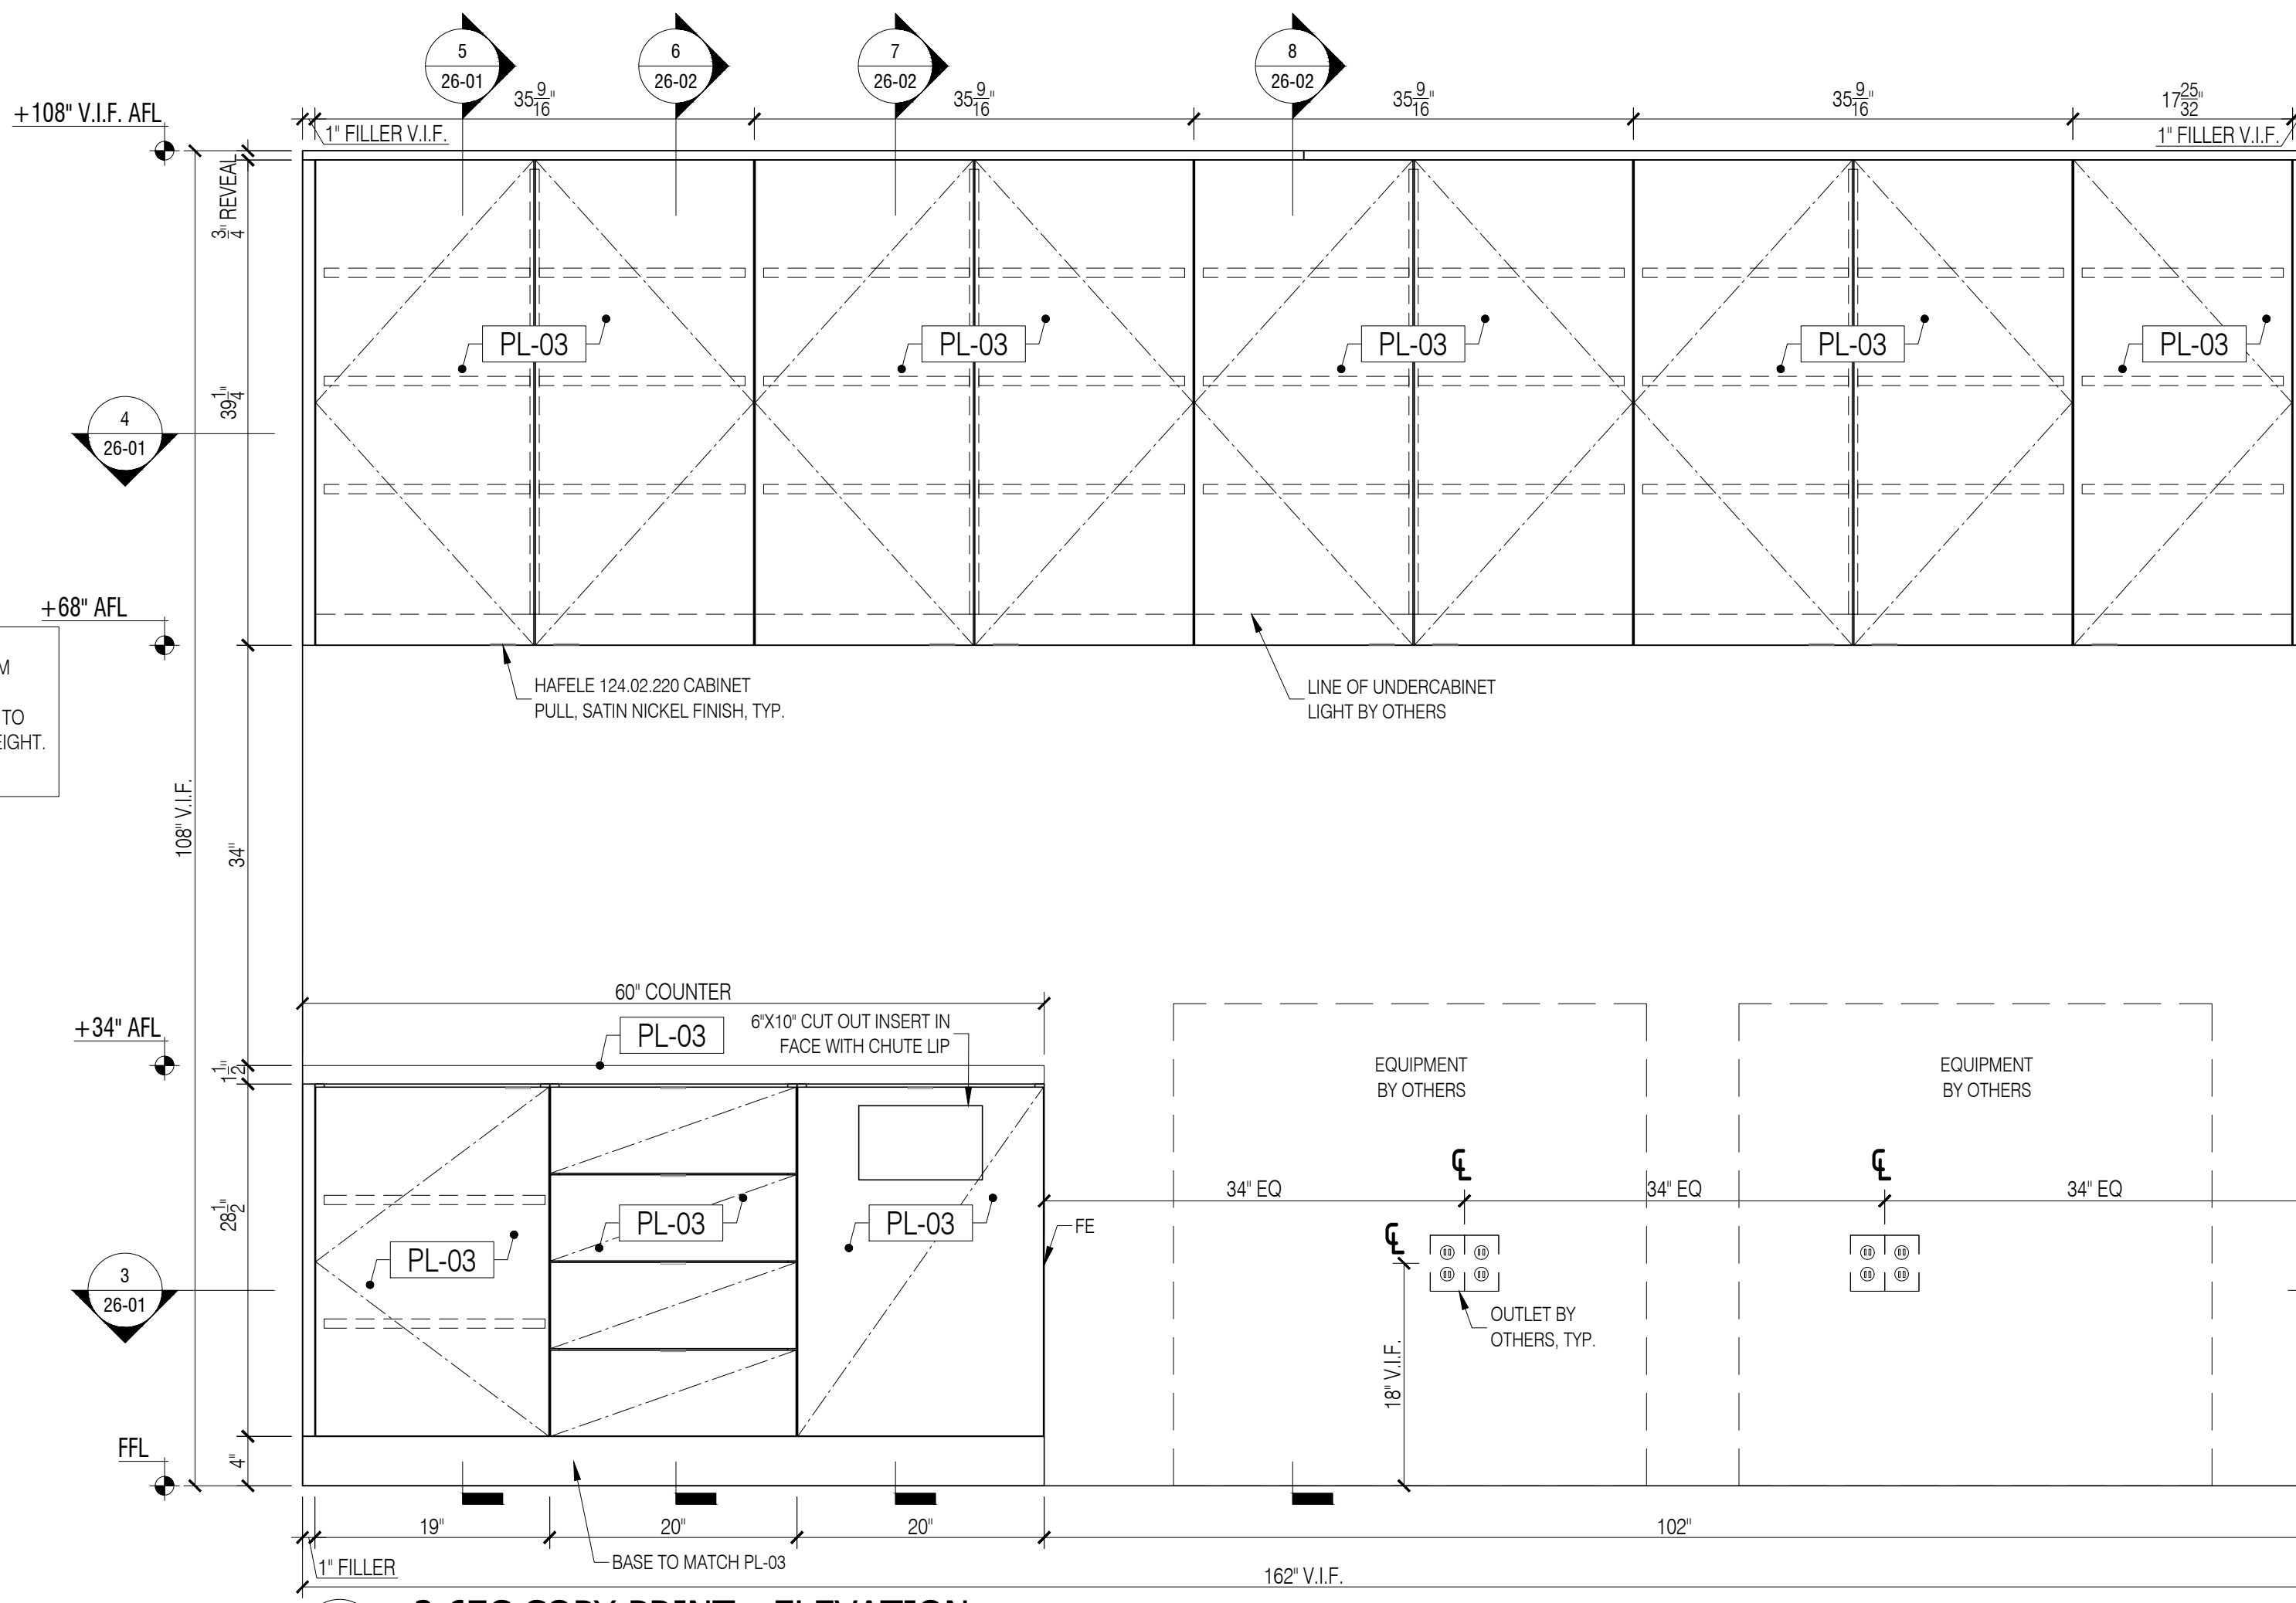 5
26-01
6
26-02
7
26-02
8
26-02
35 9/16"
35 9/16"
35 9/16"
35 9/16"
17 25/32"
+108" V.I.F. AFL
1" FILLER V.I.F.
1" FILLER V.I.F.
3/4" REVEAL
PL-03
PL-03
PL-03
PL-03
PL-03
39 1/4"
4
26-01
+68" AFL
TO
EIGHT.
HAFELE 124.02.220 CABINET
PULL, SATIN NICKEL FINISH, TYP.
LINE OF UNDERCABINET
LIGHT BY OTHERS
108" V.I.F.
34"
60" COUNTER
+34" AFL
PL-03
6"X10" CUT OUT INSERT IN
FACE WITH CHUTE LIP
1 1/2"
EQUIPMENT
BY OTHERS
EQUIPMENT
BY OTHERS
28 1/2"
34" EQ
34" EQ
34" EQ
PL-03
PL-03
PL-03
FE
3
26-01
OUTLET BY
OTHERS, TYP.
18" V.I.F.
FFL
4"
19"
20"
20"
102"
1" FILLER
BASE TO MATCH PL-03
162" V.I.F.